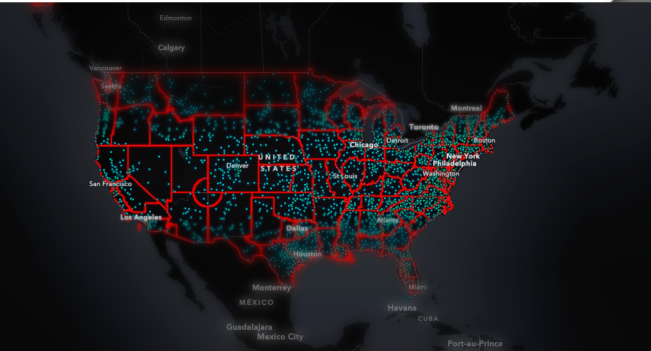 Edmonton
Calgary
Vancouver
Seattle
Montreal
Toronto
Boston
Detroit
Chicago
New York
Philadelphia
UNITED
STATES
Denver
St Louis
Washington
San Francisco
Los Angeles
Atlanta
Dallas
Houston
Monterrey
Miami
MÉXICO
Havana
CUBA
Guadalajara
Mexico City
Port-au-Prince